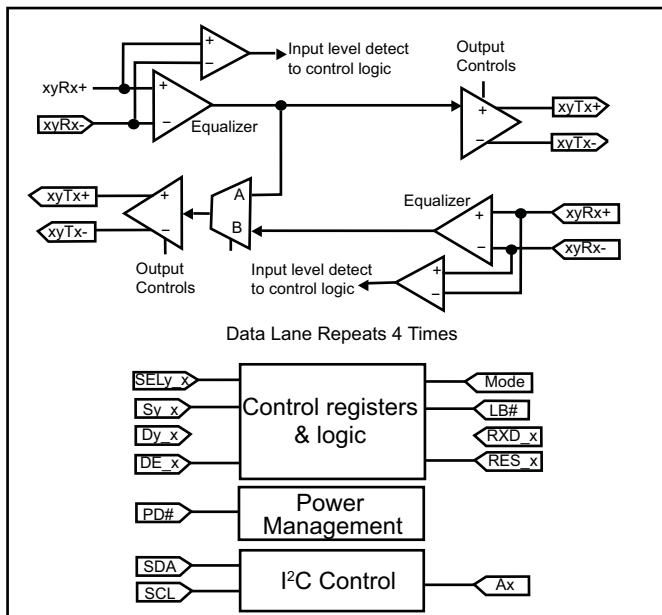 Input level detect
to control logic
Output
Controls
+
−
xyRx+
+
xyTx+
+
xyRx-
−
Equalizer
−
xyTx-
xyTx+
+
A
Equalizer
xyRx+
+
B
xyTx-
−
−
xyRx-
Output
Controls
Input level detect
to control logic
+
−
Data Lane Repeats 4 Times
SELy_x
Mode
Sy_x
Control registers
& logic
LB#
Dy_x
RXD_x
DE_x
RES_x
PD#
Power
Management
SDA
I²C Control
Ax
SCL